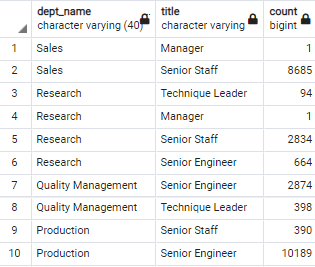 dept_name title count
character varying (40) character varying bigint
1 Sales Manager 1
2 Sales Senior Staff 8685
3 Research Technique Leader 94
4 Research Manager 1
5 Research Senior Staff 2834
6 Research Senior Engineer 664
7 Quality Management Senior Engineer 2874
8 Quality Management Technique Leader 398
9 Production Senior Staff 390
10 Production Senior Engineer 10189